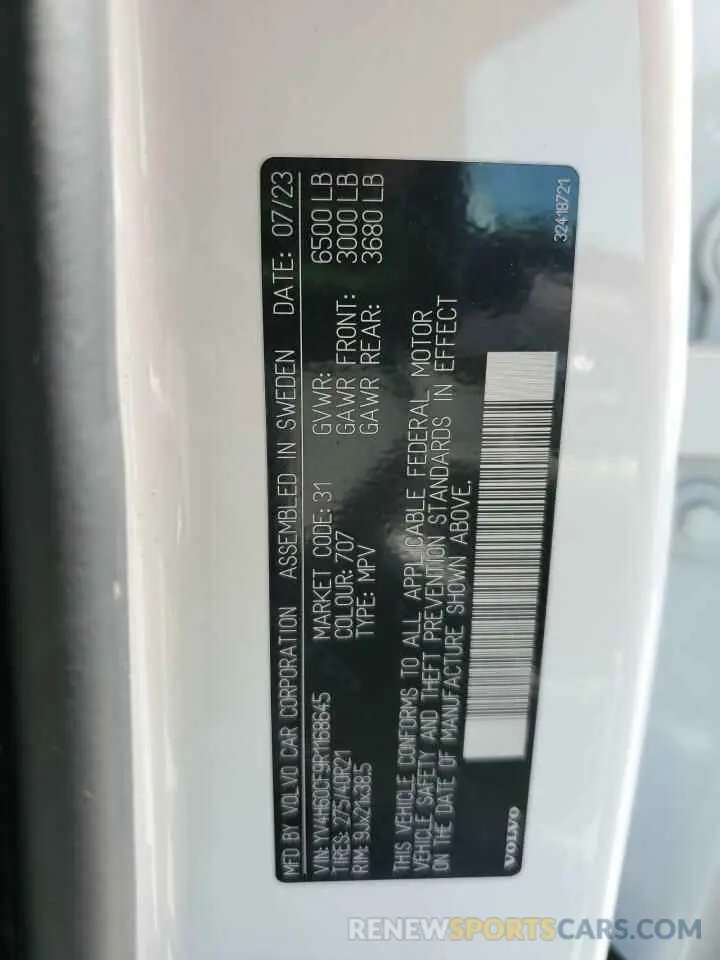 MFD BY VOLVO CAR CORPORATION ASSEMBLED IN SWEDEN DATE: 07/23
VIN: YV4H60CF9R1168645 MARKET CODE: 31 GVWR: 6500 LB
TIRES: 275/40R21 COLOUR: 707 GAWR FRONT: 3000 LB
RIM: 9Jx21x38.5 TYPE: MPV GAWR REAR: 3680 LB
THIS VEHICLE CONFORMS TO ALL APPLICABLE FEDERAL MOTOR
VEHICLE SAFETY AND THEFT PREVENTION STANDARDS IN EFFECT
ON THE DATE OF MANUFACTURE SHOWN ABOVE.
VOLVO 32418721
RENEWSPORTSCARS.COM